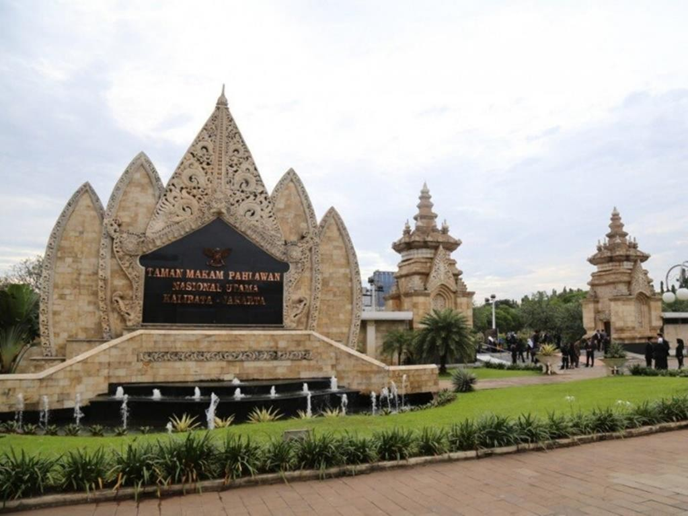 TAMAN MAKAM PAHLAWAN
NASIONAL UTAMA
KALIBATA - JAKARTA